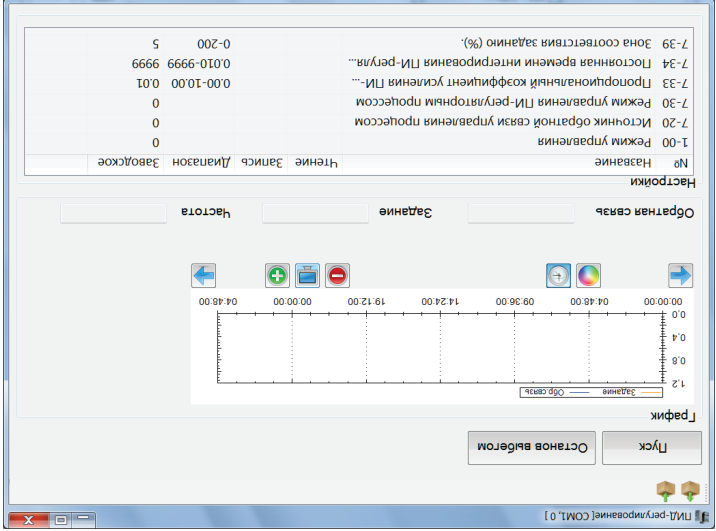 ПИД-регулирование[ COM1, 0 ]
Пуск
Останов выбегом
График
Задание
Обр.связь
1,2
0,8
0,4
0,0
00:00:00 04:48:00 09:36:00 14:24:00 19:12:00 00:00:00 04:48:00
Обратная связь
Задание
Частота
Настройки
№ Название Чтение Запись Диапазон Заводское
1-00 Режим управления 0
7-20 Источник обратной связи управления процессом 0
7-30 Режим управления ПИ-регуляторным процессом 0
7-33 Пропорциональный коэффициент усиления ПИ-... 0.00-10.00 0.01
7-34 Постоянная времени интегрирования ПИ-регуля... 0.010-9999 9999
7-39 Зона соответствия заданию (%). 0-200 5